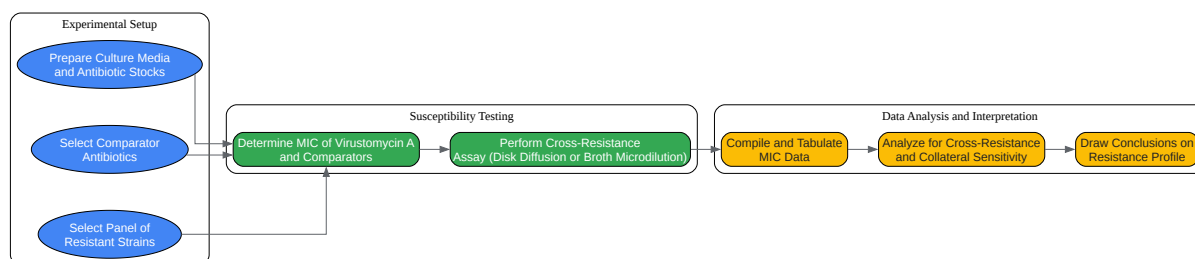 Experimental Setup
Prepare Culture Media
and Antibiotic Stocks
Select Comparator
Antibiotics
Select Panel of
Resistant Strains
Susceptibility Testing
Determine MIC of Virustomycin A
and Comparators
Perform Cross-Resistance
Assay (Disk Diffusion or Broth Microdilution)
Data Analysis and Interpretation
Compile and Tabulate
MIC Data
Analyze for Cross-Resistance
and Collateral Sensitivity
Draw Conclusions on
Resistance Profile